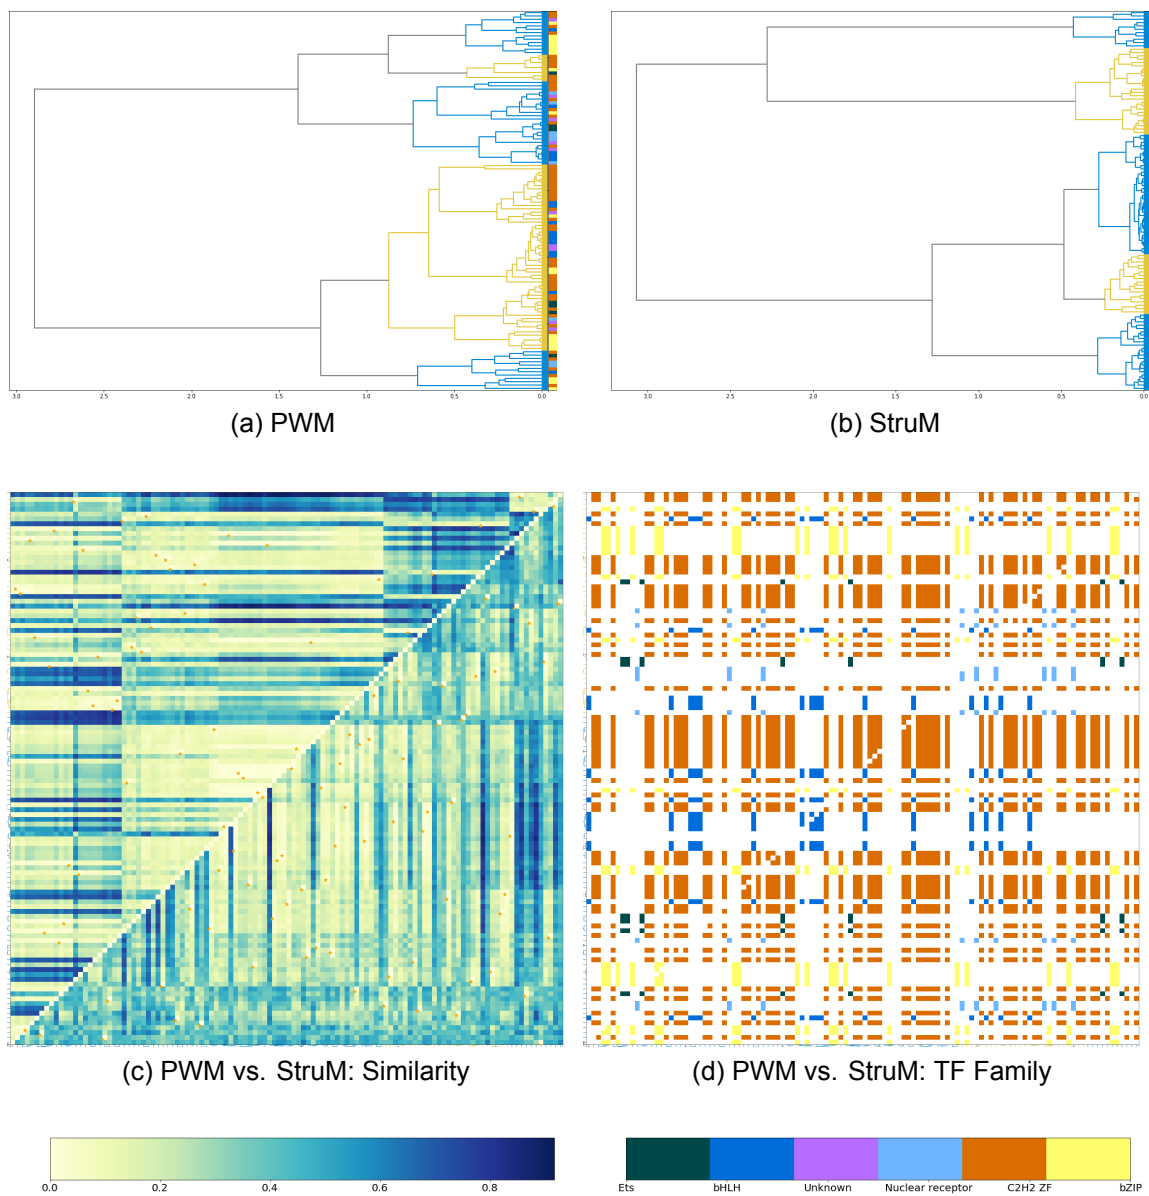 3.0 2.5 2.0 1.5 1.0 0.5 0.0
3.0 2.5 2.0 1.5 1.0 0.5 0.0
(a) PWM
(b) StruM
(c) PWM vs. StruM: Similarity
(d) PWM vs. StruM: TF Family
0.0 0.2 0.4 0.6 0.8
Ets bHLH Unknown Nuclear receptor C2H2 ZF bZIP